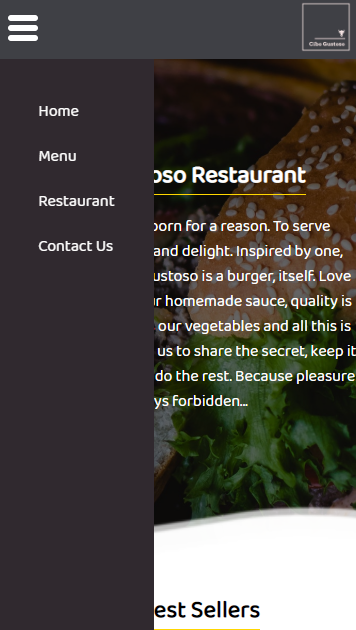 Cibo Gustoso
Home
Menu
Restaurant
Contact Us
oso Restaurant
born for a reason. To serve
and delight. Inspired by one,
ustoso is a burger, itself. Love
ur homemade sauce, quality is
our vegetables and all this is
us to share the secret, keep it
do the rest. Because pleasure
ys forbidden...
est Sellers